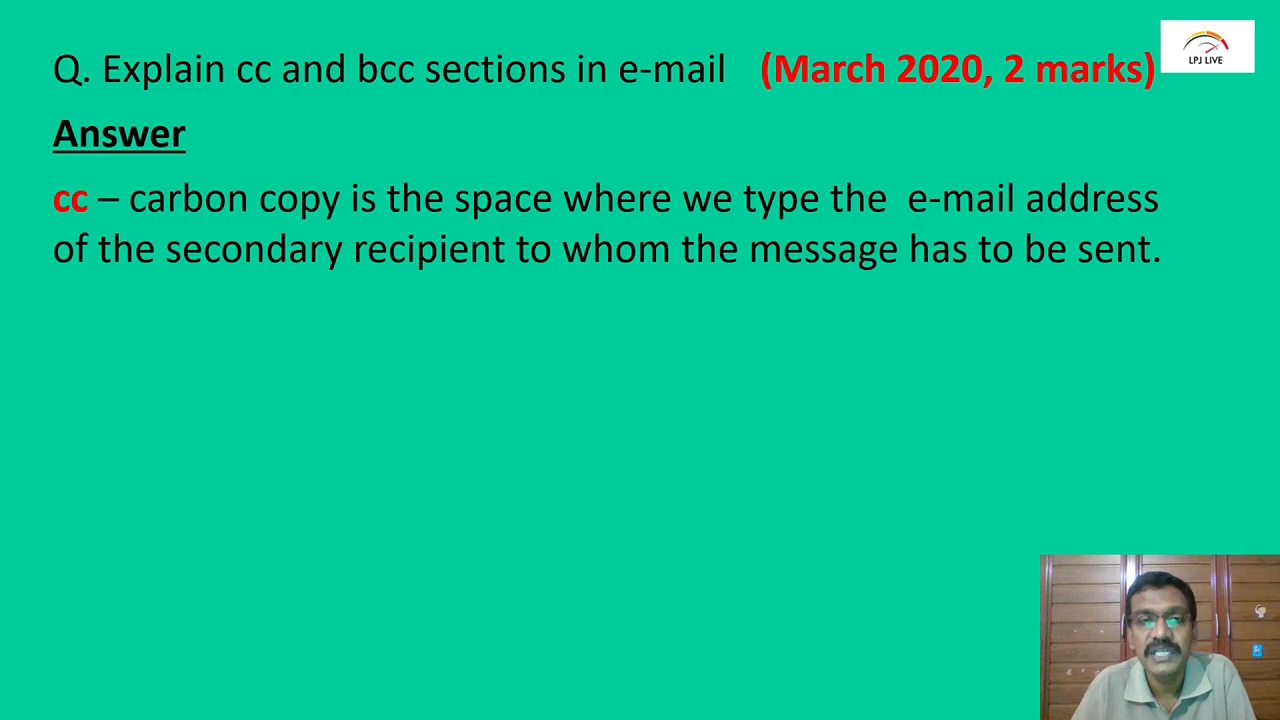 Q. Explain cc and bcc sections in e-mail (March 2020, 2 marks)
LPJ LIVE
Answer
cc – carbon copy is the space where we type the e-mail address
of the secondary recipient to whom the message has to be sent.